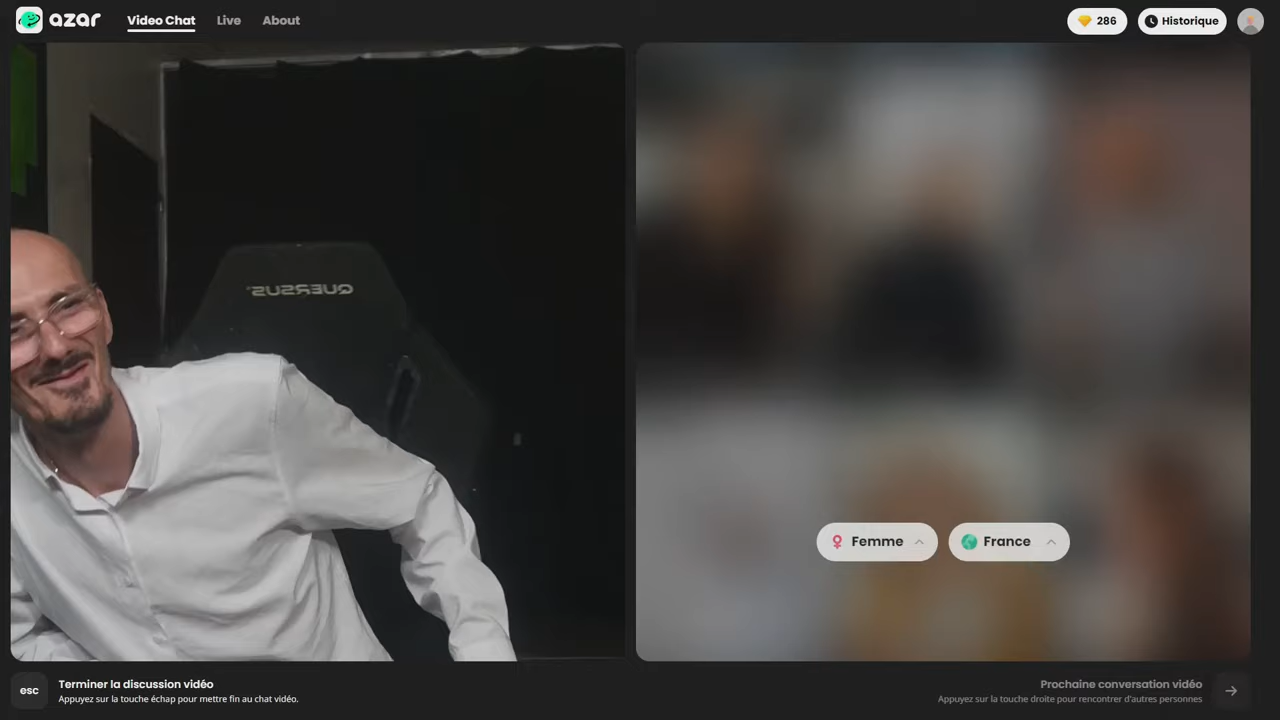 azar Video Chat Live About 286 Historique
QUERSUS
Femme France
esc
Terminer la discussion vidéo
Appuyez sur la touche échap pour mettre fin au chat vidéo.
Prochaine conversation vidéo
Appuyez sur la touche droite pour rencontrer d'autres personnes